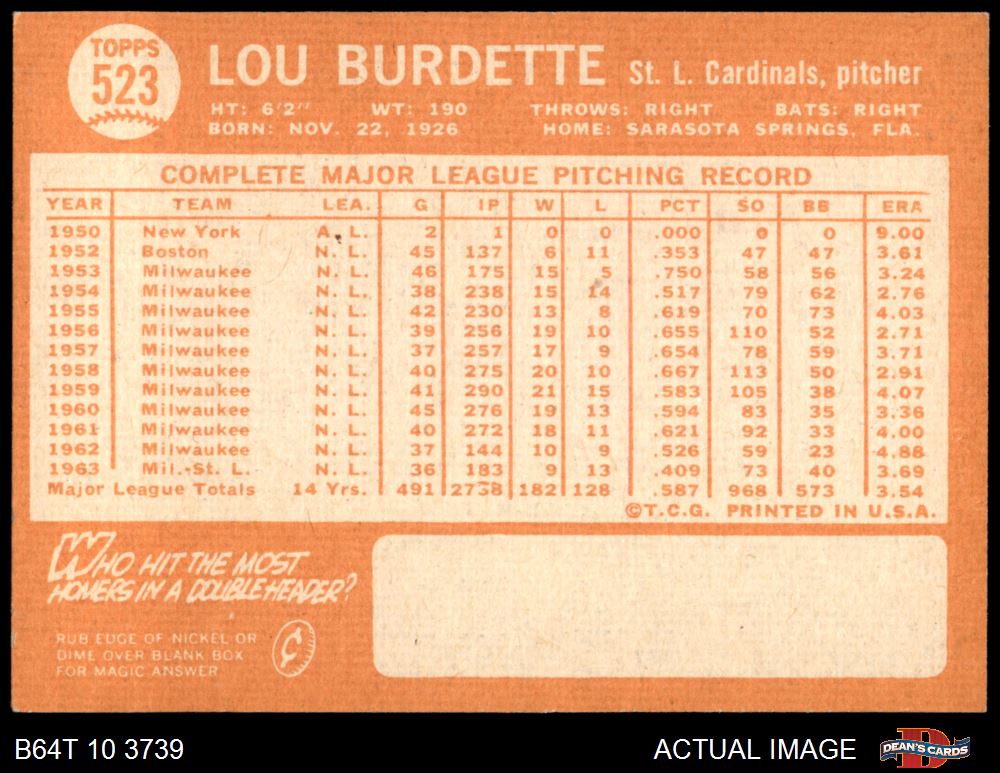 TOPPS
523
LOU BURDETTE St. L. Cardinals, pitcher
HT: 6'2" WT: 190 THROWS: RIGHT BATS: RIGHT
BORN: NOV. 22, 1926 HOME: SARASOTA SPRINGS, FLA.
COMPLETE MAJOR LEAGUE PITCHING RECORD
YEAR TEAM LEA. G IP W L PCT SO BB ERA
1950 New York A. L. 2 1 0 0 .000 0 0 9.00
1952 Boston N. L. 45 137 6 11 .353 47 47 3.61
1953 Milwaukee N. L. 46 175 15 5 .750 58 56 3.24
1954 Milwaukee N. L. 38 238 15 14 .517 79 62 2.76
1955 Milwaukee N. L. 42 230 13 8 .619 70 73 4.03
1956 Milwaukee N. L. 39 256 19 10 .655 110 52 2.71
1957 Milwaukee N. L. 37 257 17 9 .654 78 59 3.71
1958 Milwaukee N. L. 40 275 20 10 .667 113 50 2.91
1959 Milwaukee N. L. 41 290 21 15 .583 105 38 4.07
1960 Milwaukee N. L. 45 276 19 13 .594 83 35 3.36
1961 Milwaukee N. L. 40 272 18 11 .621 92 33 4.00
1962 Milwaukee N. L. 37 144 10 9 .526 59 23 4.88
1963 Mil.-St. L. N. L. 36 183 9 13 .409 73 40 3.69
Major League Totals 14 Yrs. 491 2738 182 128 .587 968 573 3.54
©T.C.G. PRINTED IN U.S.A.
WHO HIT THE MOST
HOMERS IN A DOUBLE-HEADER?
RUB EDGE OF NICKEL OR
DIME OVER BLANK BOX
FOR MAGIC ANSWER
¢
B64T 10 3739 ACTUAL IMAGE DEAN'S CARDS